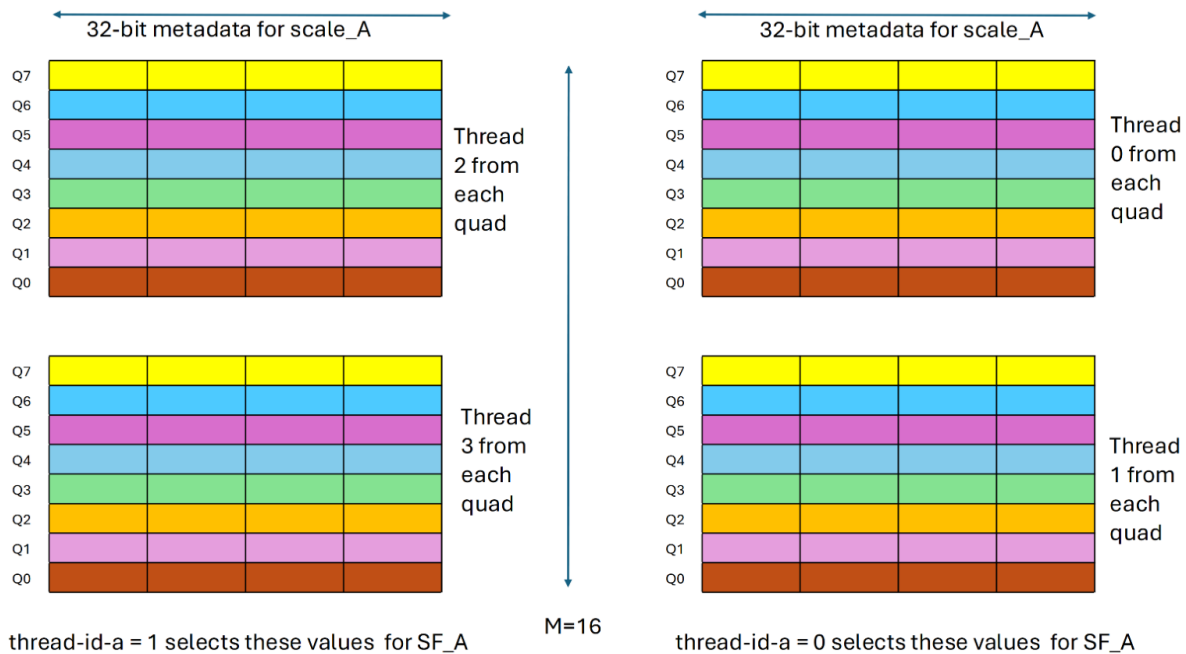 32-bit metadata for scale_A
Q7
Q6
Q5
Q4
Q3
Q2
Q1
Q0
Thread
2 from
each
quad
Q7
Q6
Q5
Q4
Q3
Q2
Q1
Q0
Thread
3 from
each
quad
thread-id-a = 1 selects these values for SF_A
M=16
32-bit metadata for scale_A
Q7
Q6
Q5
Q4
Q3
Q2
Q1
Q0
Thread
0 from
each
quad
Q7
Q6
Q5
Q4
Q3
Q2
Q1
Q0
Thread
1 from
each
quad
thread-id-a = 0 selects these values for SF_A